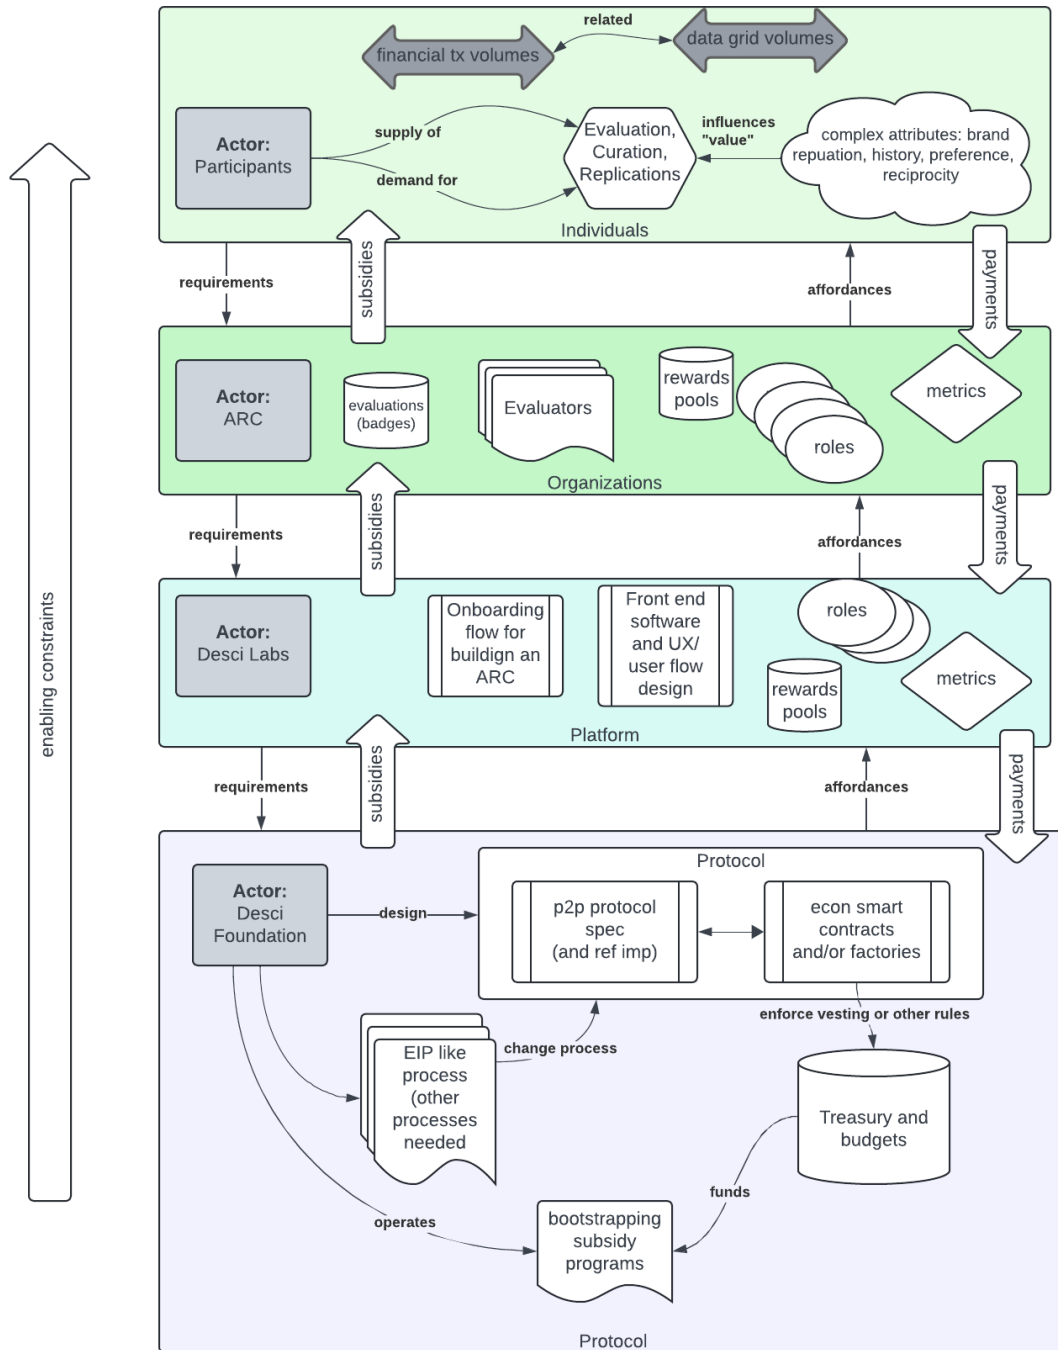 related
financial tx volumes
data grid volumes
Actor:
Participants
supply of
demand for
Evaluation,
Curation,
Replications
influences
"value"
complex attributes: brand
repuation, history, preference,
reciprocity
Individuals
requirements
subsidies
affordances
payments
Actor:
ARC
evaluations
(badges)
Evaluators
rewards
pools
roles
metrics
Organizations
requirements
subsidies
affordances
payments
enabling constraints
Actor:
Desci Labs
Onboarding
flow for
buildign an
ARC
Front end
software
and UX/
user flow
design
roles
rewards
pools
metrics
Platform
requirements
subsidies
affordances
payments
Protocol
Actor:
Desci
Foundation
design
p2p protocol
spec
(and ref imp)
econ smart
contracts
and/or factories
enforce vesting or other rules
change process
EIP like
process
(other
processes
needed
Treasury and
budgets
funds
operates
bootstrapping
subsidy
programs
Protocol